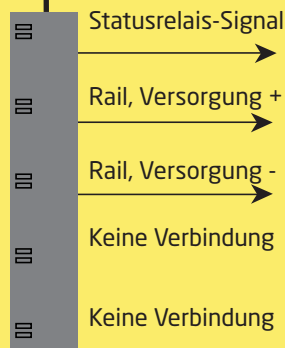 Statusrelais-Signal
Rail, Versorgung +
Rail, Versorgung -
Keine Verbindung
Keine Verbindung